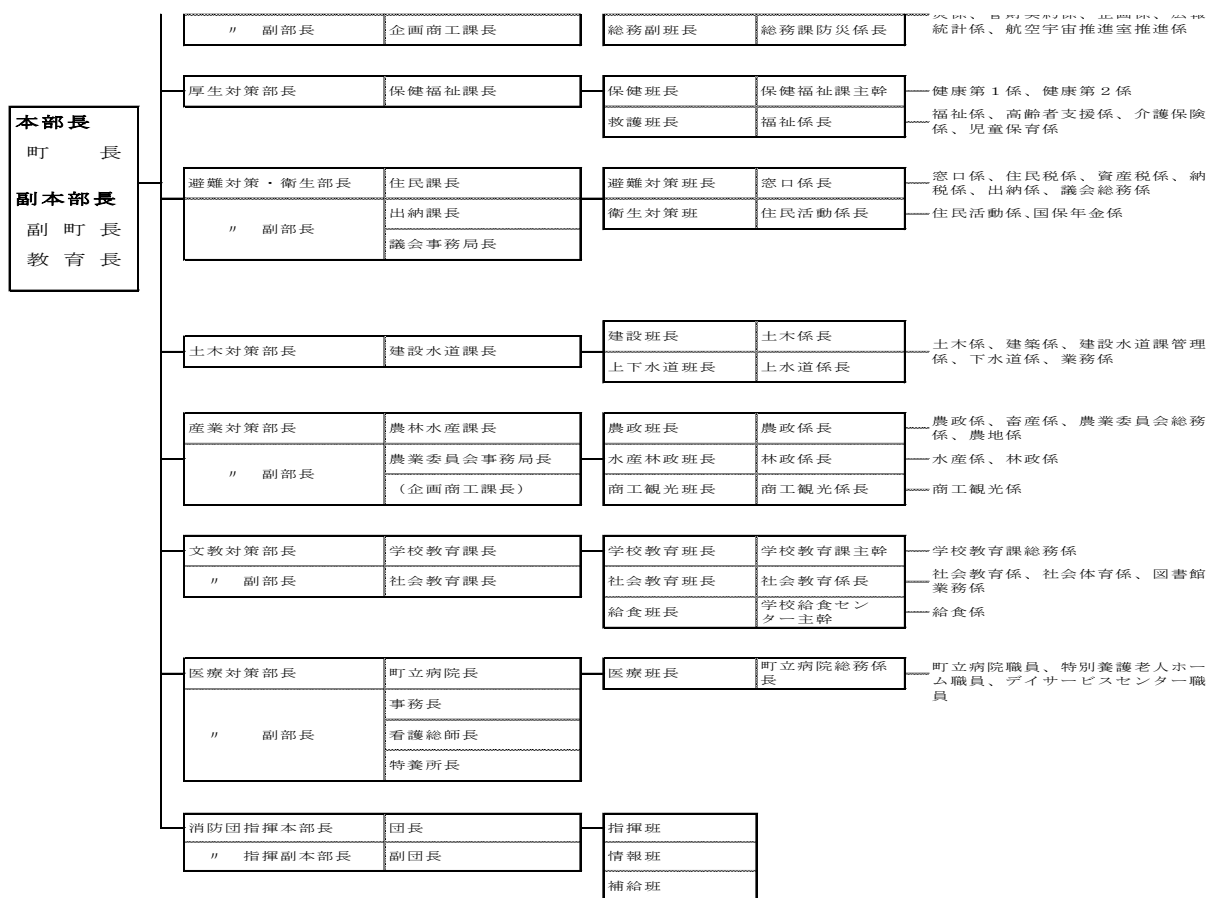 〃 副部長 企画商工課長 総務副班長 総務課防災係長
統計係、航空宇宙推進室推進係
本部長
町 長
副本部長
副 町 長
教 育 長
厚生対策部長 保健福祉課長 保健班長 保健福祉課主幹 健康第1係、健康第2係
救護班長 福祉係長 福祉係、高齢者支援係、介護保険
係、児童保育係
避難対策・衛生部長 住民課長 避難対策班長 窓口係長 窓口係、住民税係、資産税係、納
税係、出納係、議会総務係
〃 副部長 出納課長 衛生対策班 住民活動係長 住民活動係、国保年金係
議会事務局長
土木対策部長 建設水道課長 建設班長 土木係長 土木係、建築係、建設水道課管理
係、下水道係、業務係
上下水道班長 上水道係長
産業対策部長 農林水産課長 農政班長 農政係長 農政係、畜産係、農業委員会総務
係、農地係
〃 副部長 農業委員会事務局長 水産林政班長 林政係長 水産係、林政係
（企画商工課長） 商工観光班長 商工観光係長 商工観光係
文教対策部長 学校教育課長 学校教育班長 学校教育課主幹 学校教育課総務係
〃 副部長 社会教育課長 社会教育班長 社会教育係長 社会教育係、社会体育係、図書館
業務係
給食班長 学校給食セン
ター主幹 給食係
医療対策部長 町立病院長 医療班長 町立病院総務係
長 町立病院職員、特別養護老人ホー
ム職員、デイサービスセンター職
員
〃 副部長 事務長
看護総師長
特養所長
消防団指揮本部長 団長 指揮班
〃 指揮副本部長 副団長 情報班
補給班